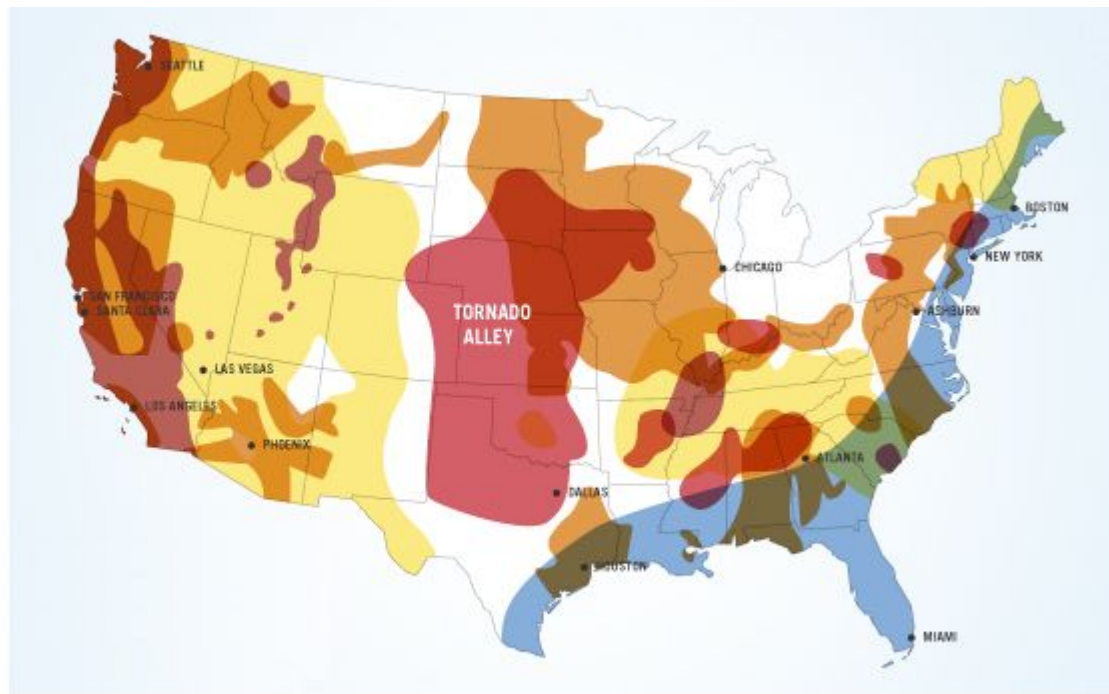 SEATTLE
BOSTON
NEW YORK
CHICAGO
SAN FRANCISCO
SANTA CLARA
TORNADO
ALLEY
ASHBURN
LAS VEGAS
LOS ANGELES
PHOENIX
ATLANTA
DALLAS
HOUSTON
MIAMI